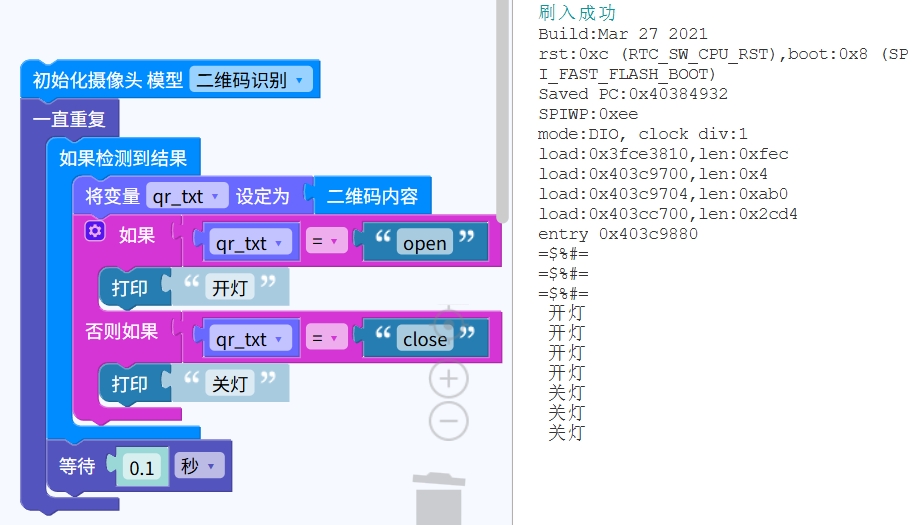 初始化摄像头 模型 二维码识别
一直重复
如果检测到结果
将变量 qr_txt 设定为 二维码内容
如果 qr_txt = “ open ”
打印 “ 开灯 ”
否则如果 qr_txt = “ close ”
打印 “ 关灯 ”
等待 0.1 秒
刷入成功
Build:Mar 27 2021
rst:0xc (RTC_SW_CPU_RST),boot:0x8 (SP
I_FAST_FLASH_BOOT)
Saved PC:0x40384932
SPIWP:0xee
mode:DIO, clock div:1
load:0x3fce3810,len:0xfec
load:0x403c9700,len:0x4
load:0x403c9704,len:0xab0
load:0x403cc700,len:0x2cd4
entry 0x403c9880
=$%#=
=$%#=
=$%#=
开灯
开灯
开灯
开灯
关灯
关灯
关灯